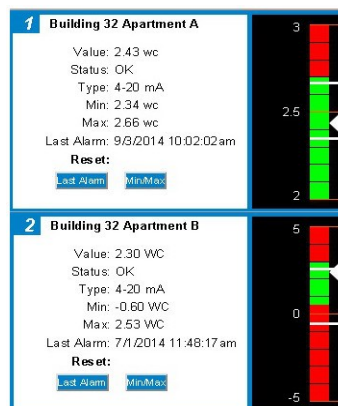 1 Building 32 Apartment A
Value: 2.43 wc
Status: OK
Type: 4-20 mA
Min: 2.34 wc
Max: 2.66 wc
Last Alarm: 9/3/2014 10:02:02am
Reset:
Last Alarm Min/Max
3
2.5
2
2 Building 32 Apartment B
Value: 2.30 WC
Status: OK
Type: 4-20 mA
Min: -0.60 WC
Max: 2.53 WC
Last Alarm: 7/1/2014 11:48:17am
Reset:
Last Alarm Min/Max
5
0
-5